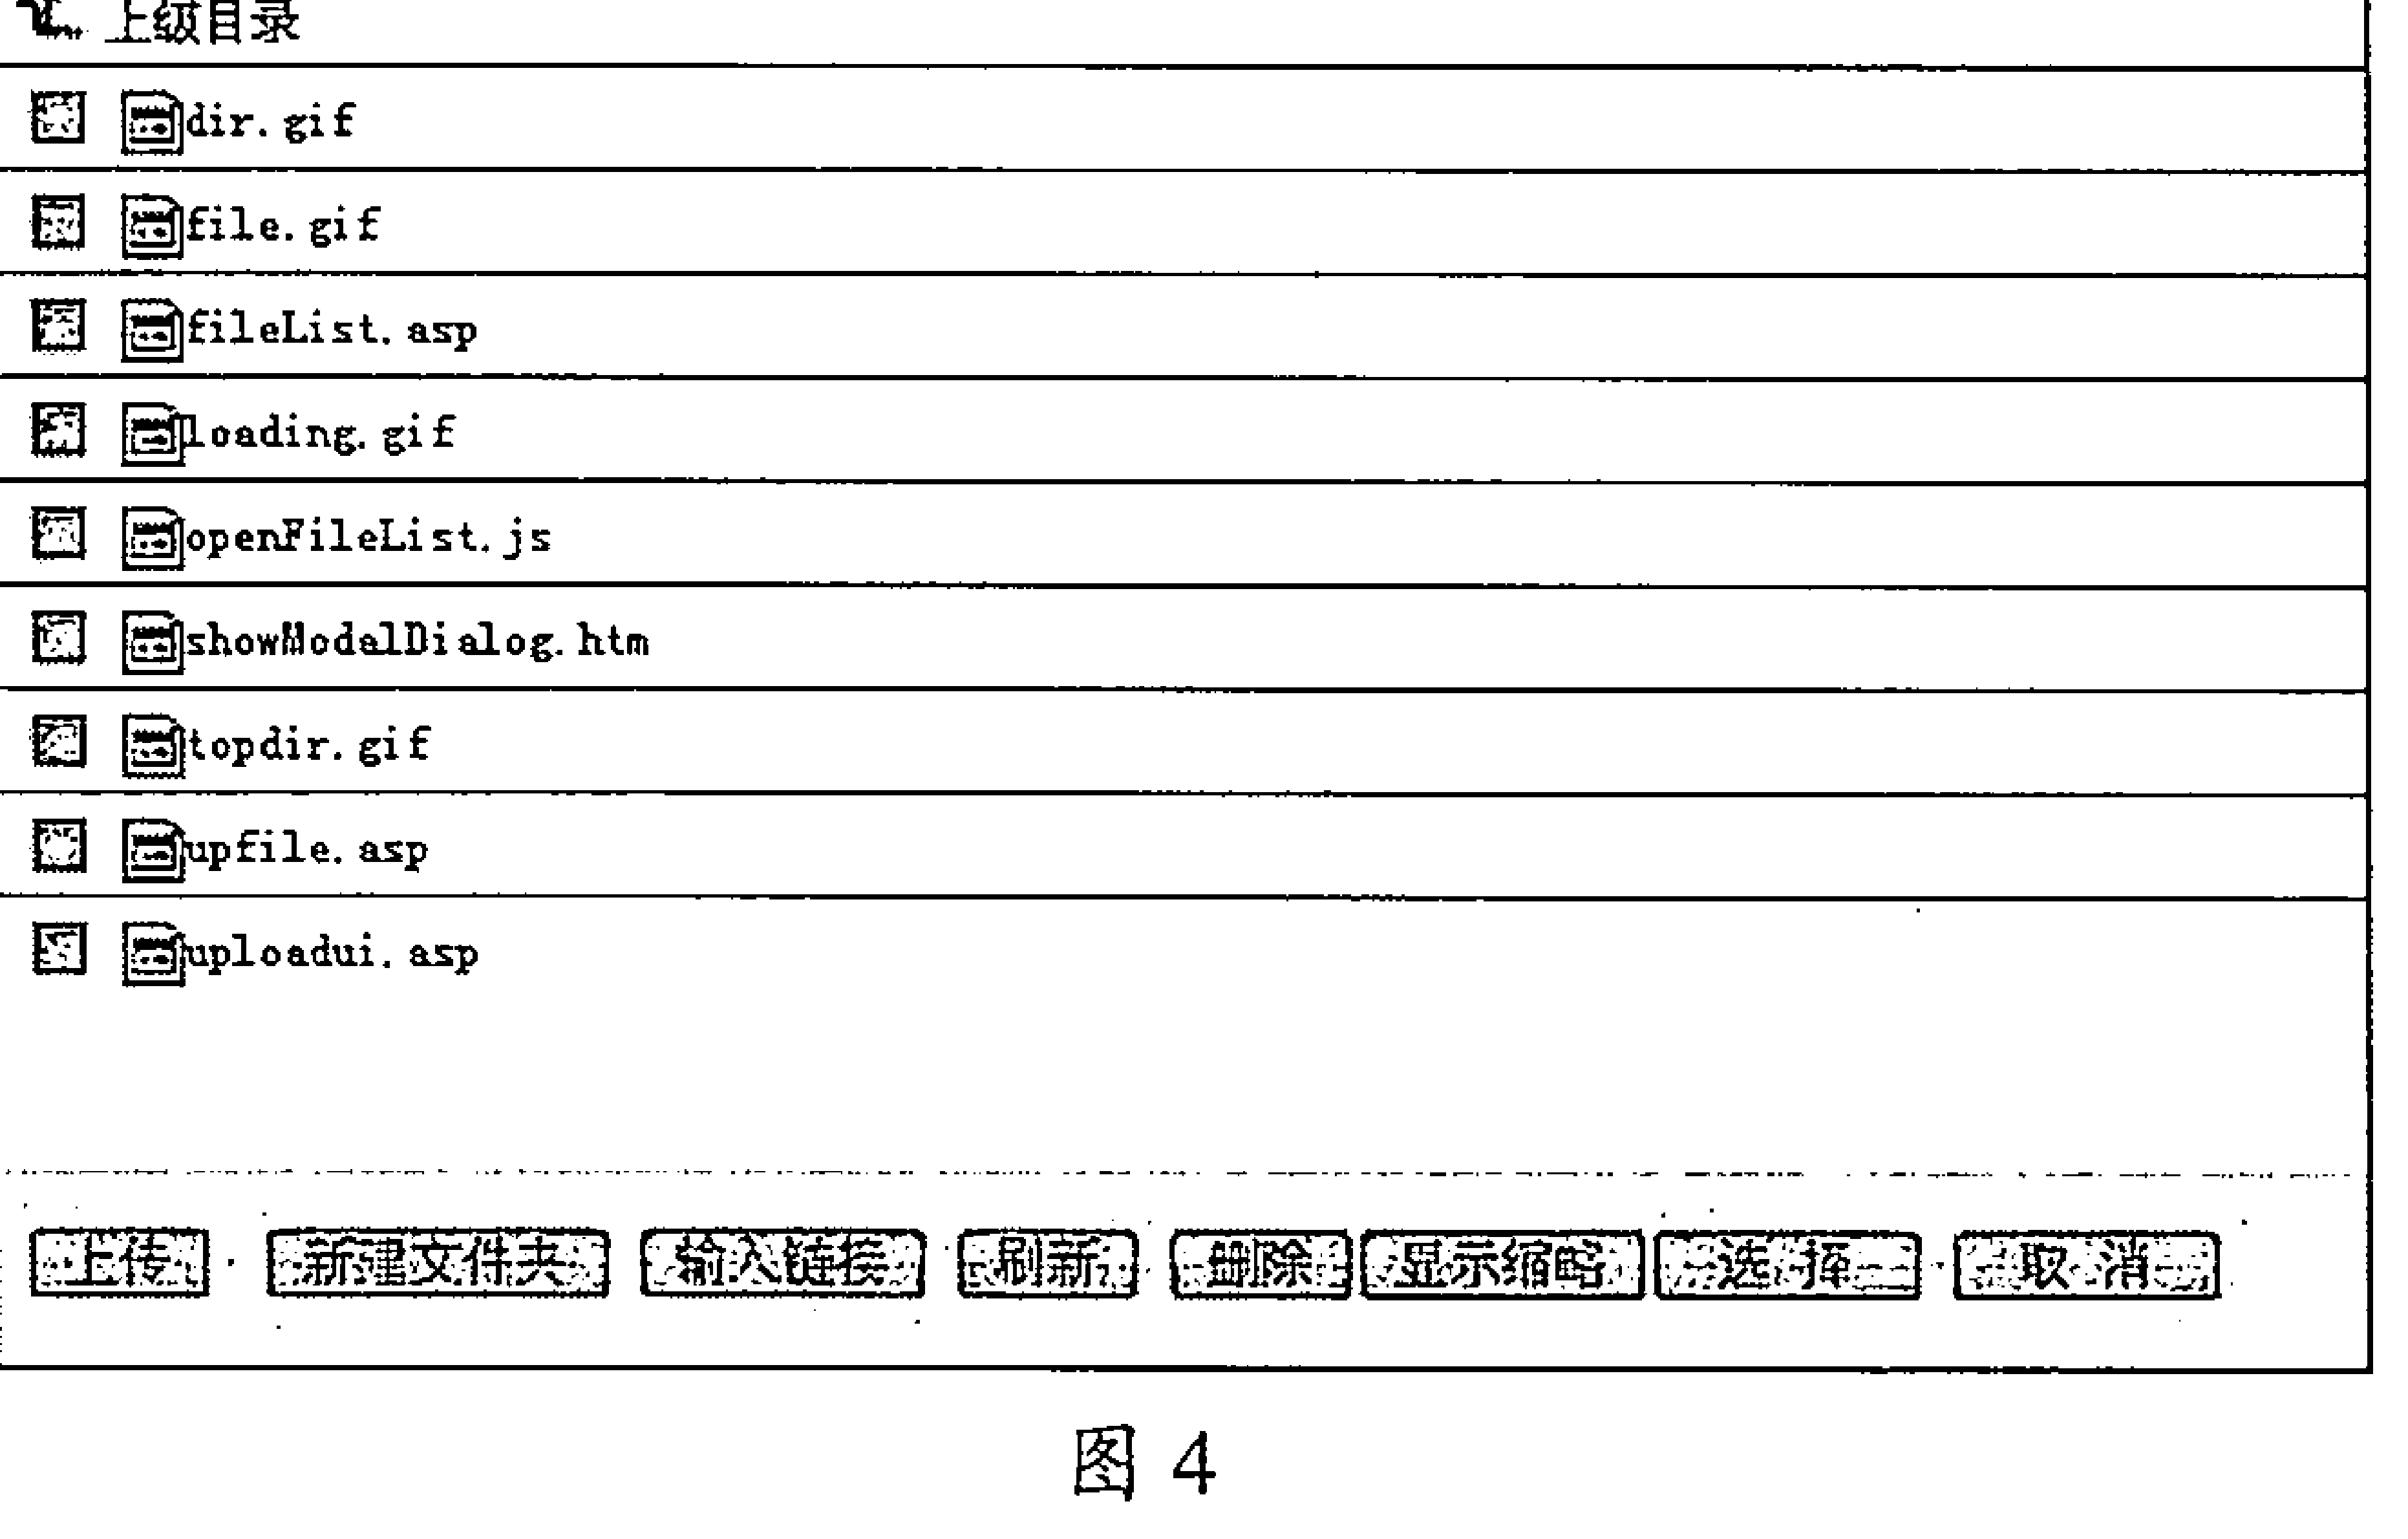 上级目录
dir.gif
file.gif
fileList.asp
loading.gif
openFileList.js
showModalDialog.htm
topdir.gif
upfile.asp
uploadui.asp
上传 新建文件夹 输入链接 刷新 删除 显示缩略 选择 取消
图 4